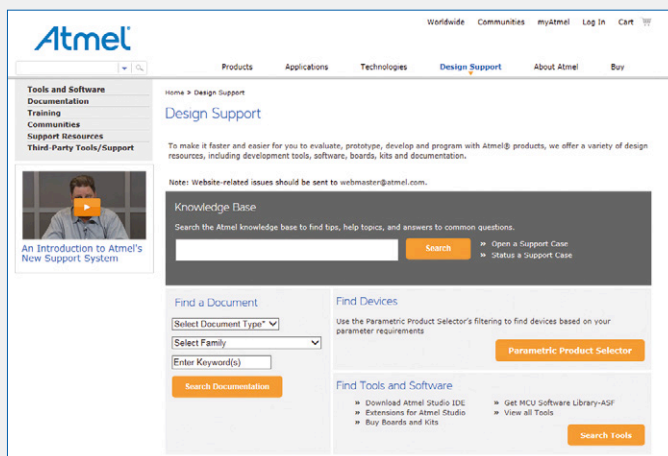 Worldwide Communities myAtmel Log In Cart
Atmel
Products Applications Technologies Design Support About Atmel Buy
Tools and Software
Documentation
Training
Communities
Support Resources
Third-Party Tools/Support
An Introduction to Atmel's
New Support System
Home > Design Support
Design Support
To make it faster and easier for you to evaluate, prototype, develop and program with Atmel® products, we offer a variety of design
resources, including development tools, software, boards, kits and documentation.
Note: Website-related issues should be sent to webmaster@atmel.com.
Knowledge Base
Search the Atmel knowledge base to find tips, help topics, and answers to common questions.
Search
» Open a Support Case
» Status a Support Case
Find a Document
Select Document Type*
Select Family
Enter Keyword(s)
Search Documentation
Find Devices
Use the Parametric Product Selector's filtering to find devices based on your
parameter requirements
Parametric Product Selector
Find Tools and Software
» Download Atmel Studio IDE
» Extensions for Atmel Studio
» Buy Boards and Kits
» Get MCU Software Library-ASF
» View all Tools
Search Tools